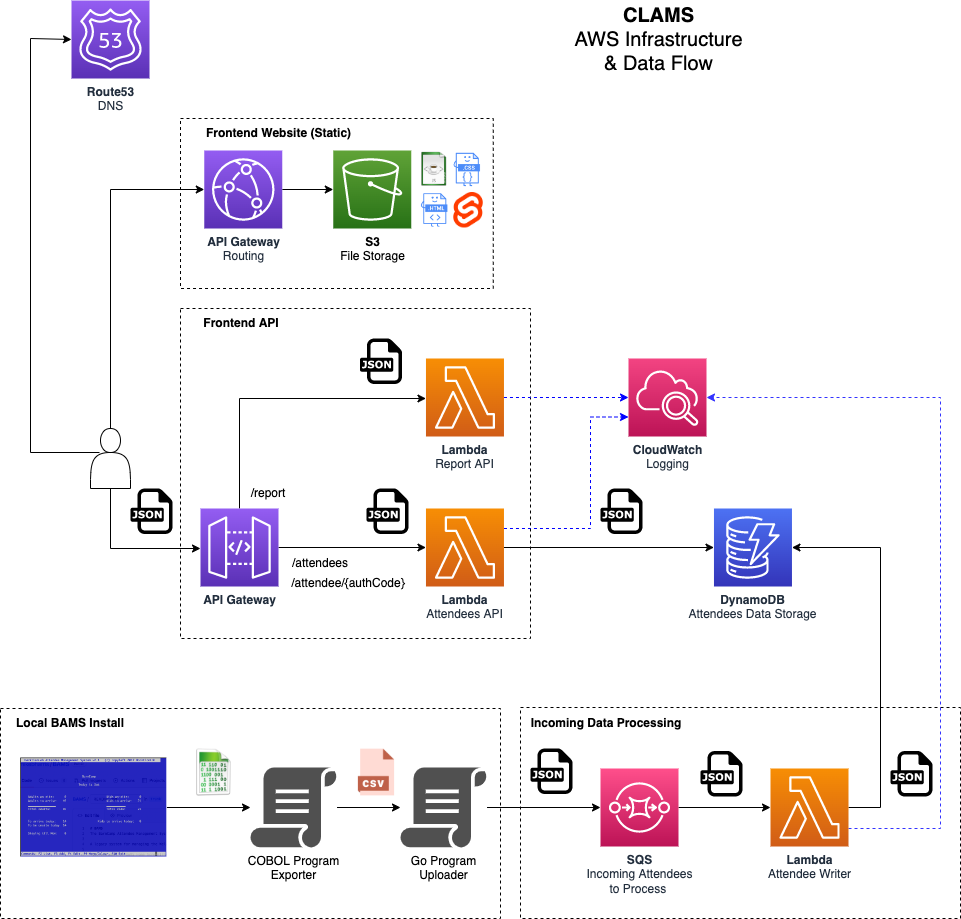 CLAMS
AWS Infrastructure
& Data Flow
53
Route53
DNS
Frontend Website (Static)
CSS
HTML
API Gateway
Routing
S3
File Storage
Frontend API
JSON
Lambda
Report API
CloudWatch
Logging
/report
JSON
JSON
JSON
/attendees
/attendee/{authCode}
API Gateway
Lambda
Attendees API
DynamoDB
Attendees Data Storage
Local BAMS Install
CSV
COBOL Program
Exporter
Go Program
Uploader
Incoming Data Processing
JSON
JSON
JSON
SQS
Incoming Attendees
to Process
Lambda
Attendee Writer